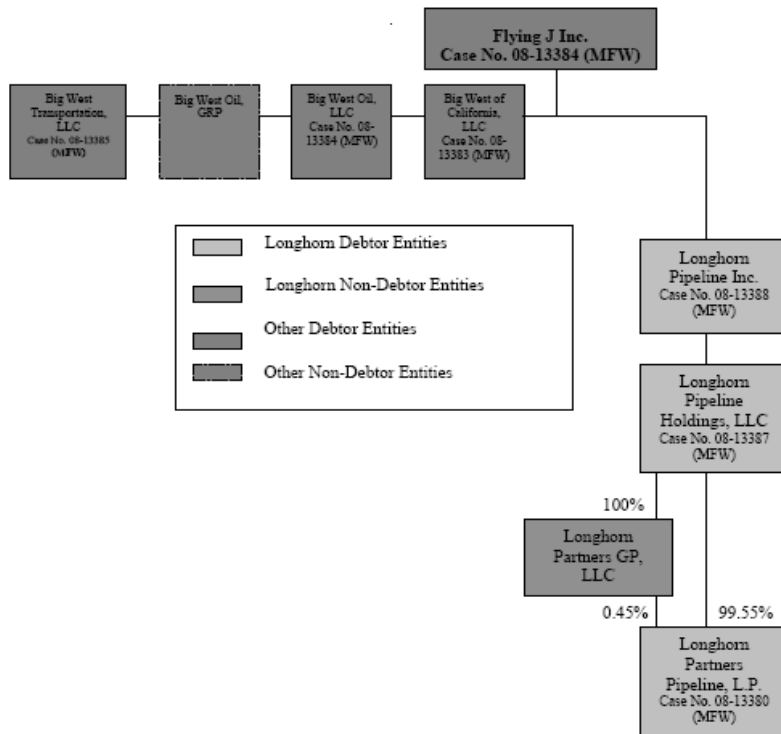 Flying J Inc.
Case No. 08-13384 (MFW)
Big West
Transportation,
LLC
Case No. 08-13385
(MFW)
Big West Oil,
GRP
Big West Oil,
LLC
Case No. 08-
13384 (MFW)
Big West of
California,
LLC
Case No. 08-
13383 (MFW)
Longhorn Debtor Entities
Longhorn Non-Debtor Entities
Other Debtor Entities
Other Non-Debtor Entities
Longhorn
Pipeline Inc.
Case No. 08-13388
(MFW)
Longhorn
Pipeline
Holdings, LLC
Case No. 08-13387
(MFW)
100%
Longhorn
Partners GP,
LLC
0.45%
99.55%
Longhorn
Partners
Pipeline, L.P.
Case No. 08-13380
(MFW)